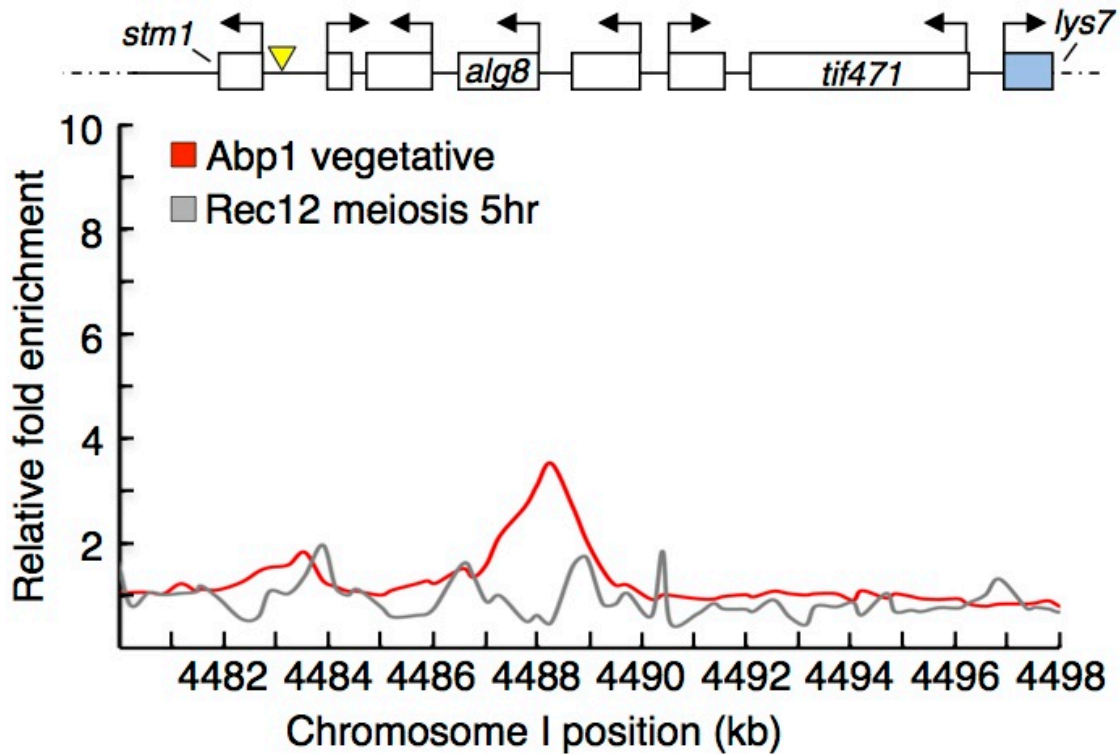 stm1
lys7
alg8
tif471
10
8
6
4
2
Abp1 vegetative
Rec12 meiosis 5hr
Relative fold enrichment
4482 4484 4486 4488 4490 4492 4494 4496 4498
Chromosome I position (kb)